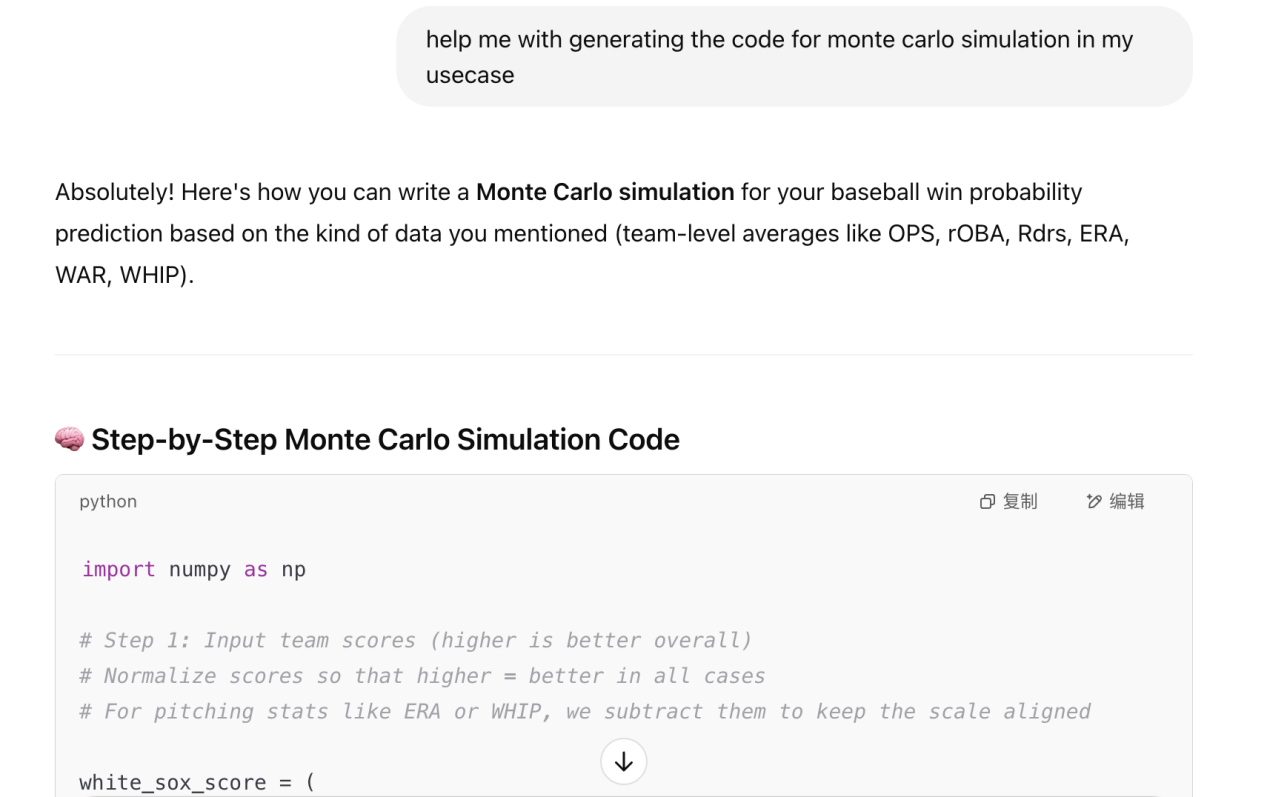 help me with generating the code for monte carlo simulation in my
usecase
Absolutely! Here's how you can write a Monte Carlo simulation for your baseball win probability
prediction based on the kind of data you mentioned (team-level averages like OPS, rOBA, Rdrs, ERA,
WAR, WHIP).
🧠 Step-by-Step Monte Carlo Simulation Code
python 复制 编辑
import numpy as np
# Step 1: Input team scores (higher is better overall)
# Normalize scores so that higher = better in all cases
# For pitching stats like ERA or WHIP, we subtract them to keep the scale aligned
white_sox_score = (